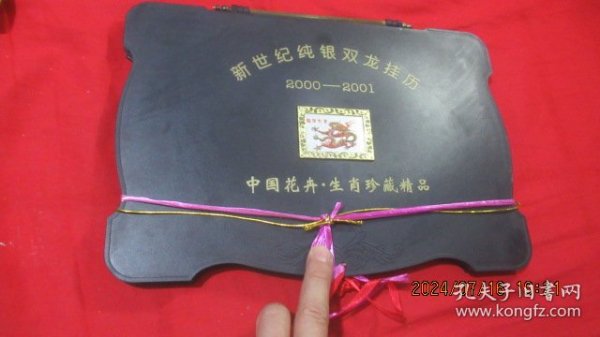 新世纪纯银双龙挂历
2000—2001
中国花卉·生肖珍藏精品
孔夫子旧书网
www.kongfz.com